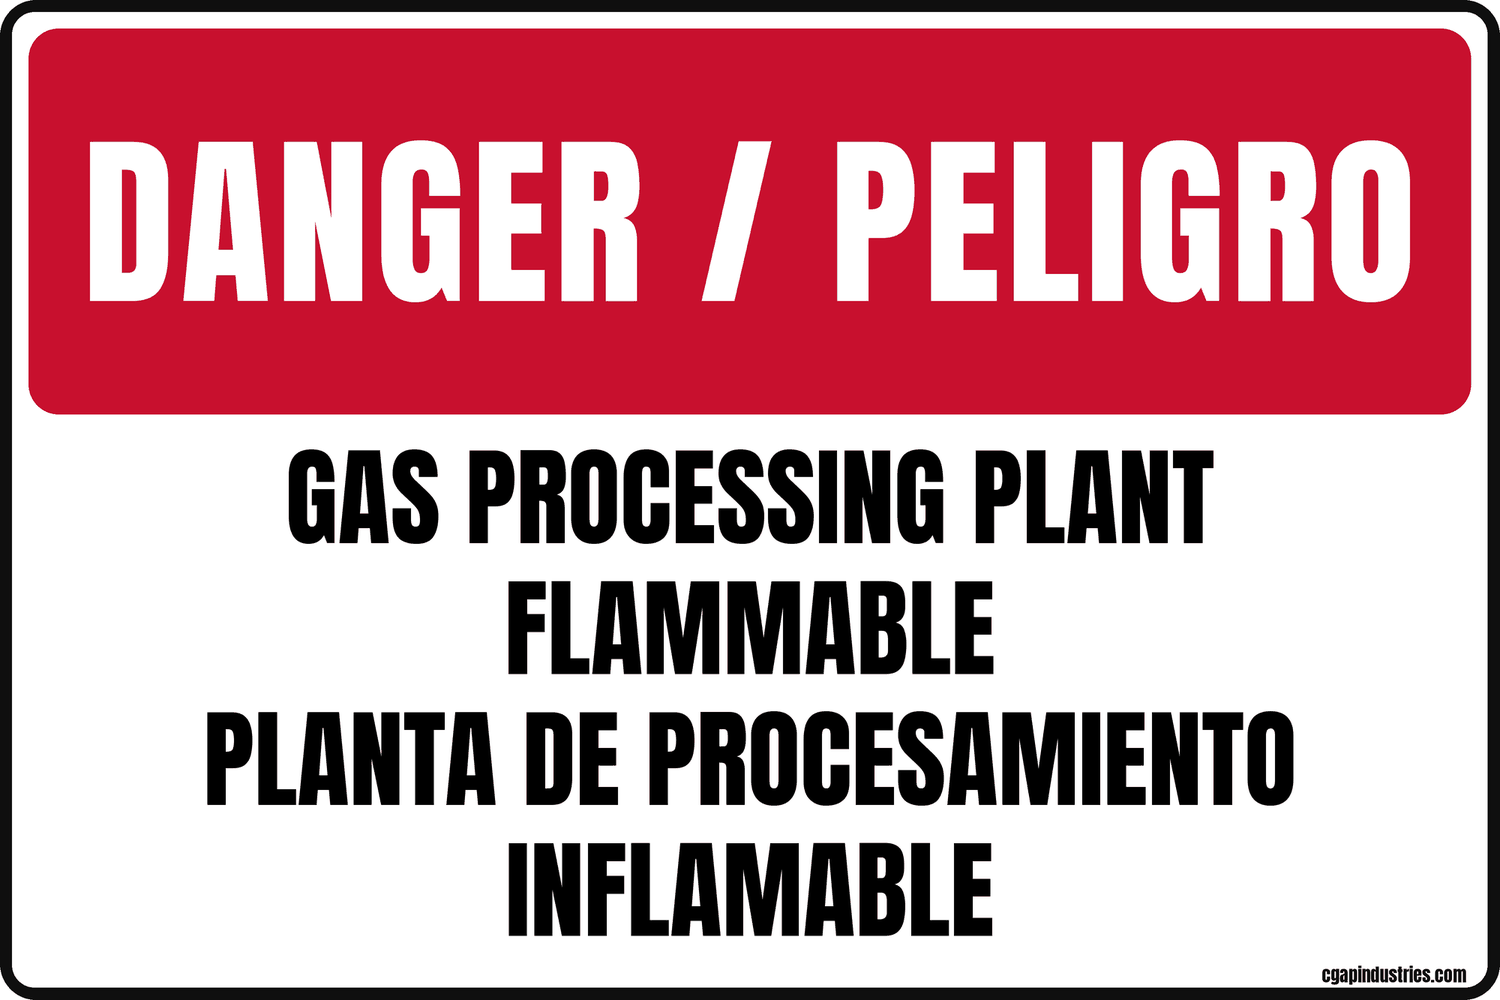 DANGER / PELIGRO
GAS PROCESSING PLANT
FLAMMABLE
PLANTA DE PROCESAMIENTO
INFLAMABLE
cgapindustries.com